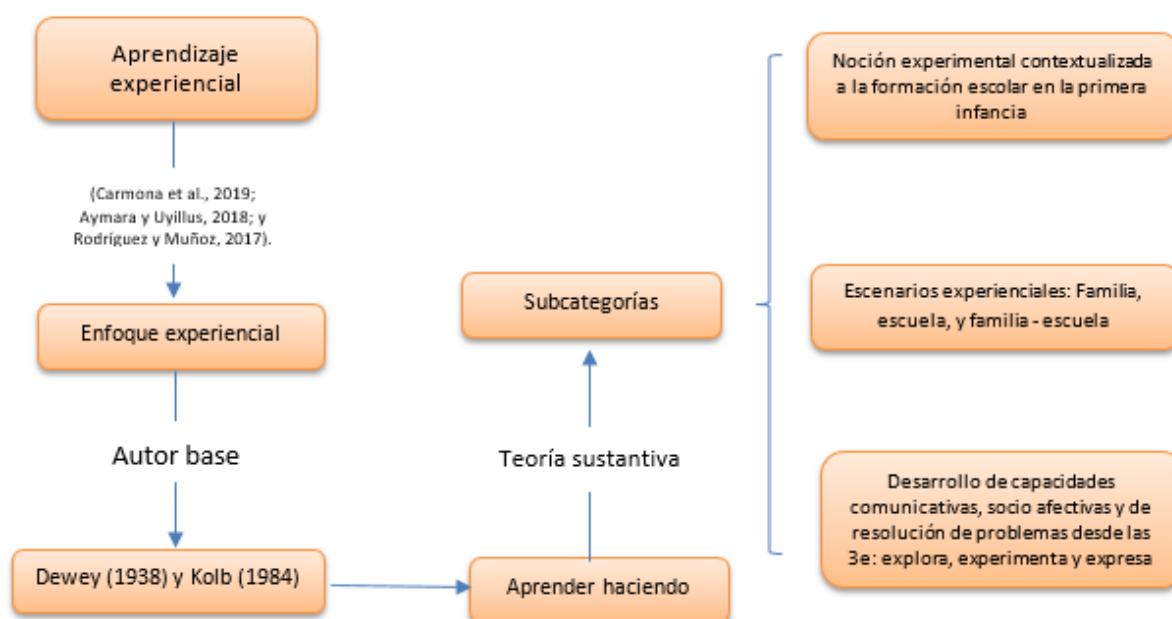 Aprendizaje
experiencial
(Carmona et al., 2019;
Aymara y Uyillus, 2018; y
Rodríguez y Muñoz, 2017).
Enfoque experiencial
Autor base
Dewey (1938) y Kolb (1984)
Aprender haciendo
Teoría sustantiva
Subcategorías
Noción experimental contextualizada
a la formación escolar en la primera
infancia
Escenarios experienciales: Familia,
escuela, y familia - escuela
Desarrollo de capacidades
comunicativas, socio afectivas y de
resolución de problemas desde las
3e: explora, experimenta y expresa